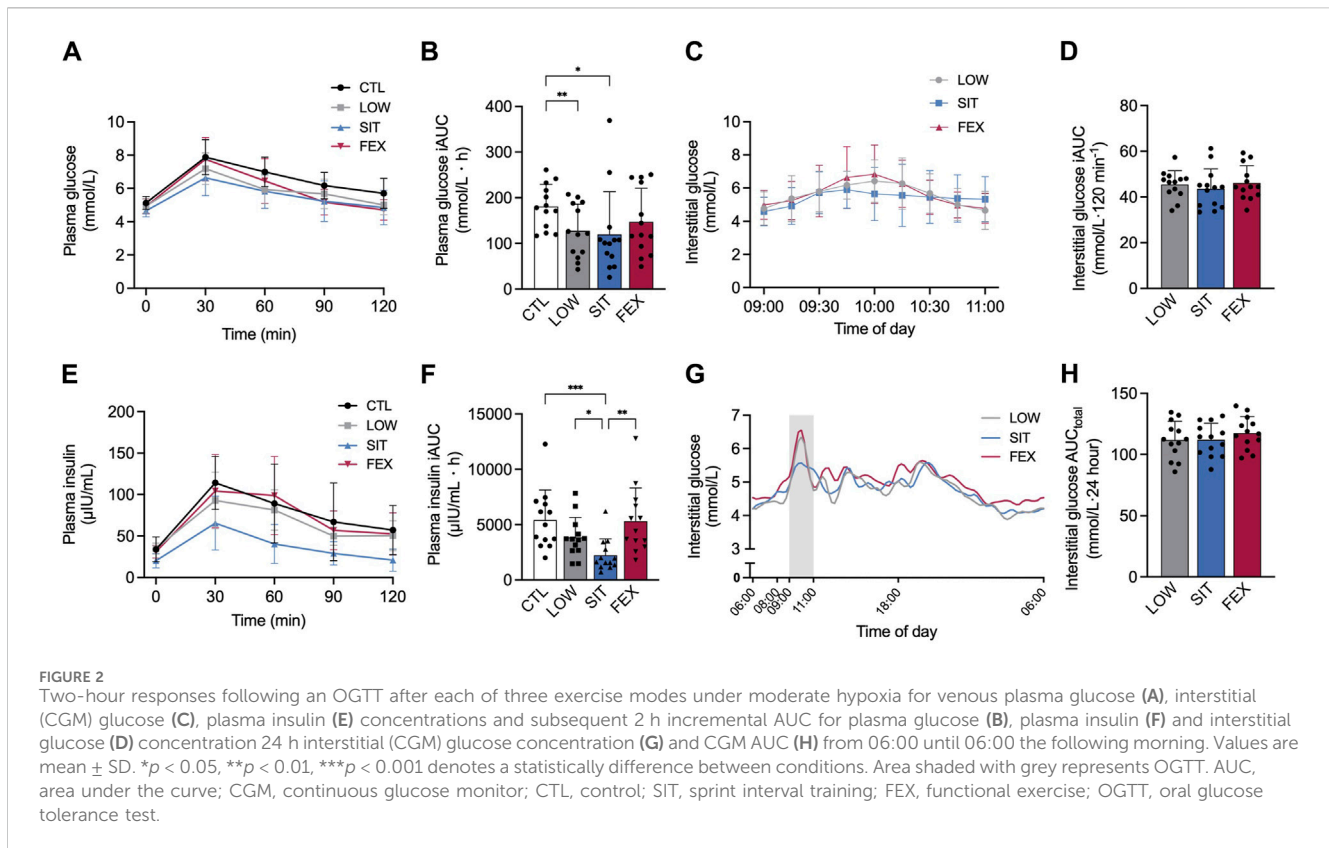 A
CTL
LOW
SIT
FEX
10
8
6
4
2
0
Plasma glucose
(mmol/L)
0
30
60
90
120
Time (min)
B
*
**
400
300
200
100
0
Plasma glucose iAUC
(mmol/L · h)
CTL
LOW
SIT
FEX
C
LOW
SIT
FEX
10
8
6
4
2
0
Interstitial glucose
(mmol/L)
09:00
09:30
10:00
10:30
11:00
Time of day
D
80
60
40
20
0
Interstitial glucose iAUC
(mmol/L·120 min⁻¹)
LOW
SIT
FEX
E
CTL
LOW
SIT
FEX
200
150
100
50
0
Plasma insulin
(µIU/mL)
0
30
60
90
120
Time (min)
F
***
*
**
15000
10000
5000
0
Plasma insulin iAUC
(µIU/mL · h)
CTL
LOW
SIT
FEX
G
LOW
SIT
FEX
7
6
5
4
1
0
Interstitial glucose
(mmol/L)
06:00
08:00
09:00
11:00
18:00
06:00
Time of day
H
150
100
50
0
Interstitial glucose AUCtotal
(mmol/L·24 hour)
LOW
SIT
FEX
FIGURE 2
Two-hour responses following an OGTT after each of three exercise modes under moderate hypoxia for venous plasma glucose (A), interstitial
(CGM) glucose (C), plasma insulin (E) concentrations and subsequent 2 h incremental AUC for plasma glucose (B), plasma insulin (F) and interstitial
glucose (D) concentration 24 h interstitial (CGM) glucose concentration (G) and CGM AUC (H) from 06:00 until 06:00 the following morning. Values are
mean ± SD. *p < 0.05, **p < 0.01, ***p < 0.001 denotes a statistically difference between conditions. Area shaded with grey represents OGTT. AUC,
area under the curve; CGM, continuous glucose monitor; CTL, control; SIT, sprint interval training; FEX, functional exercise; OGTT, oral glucose
tolerance test.